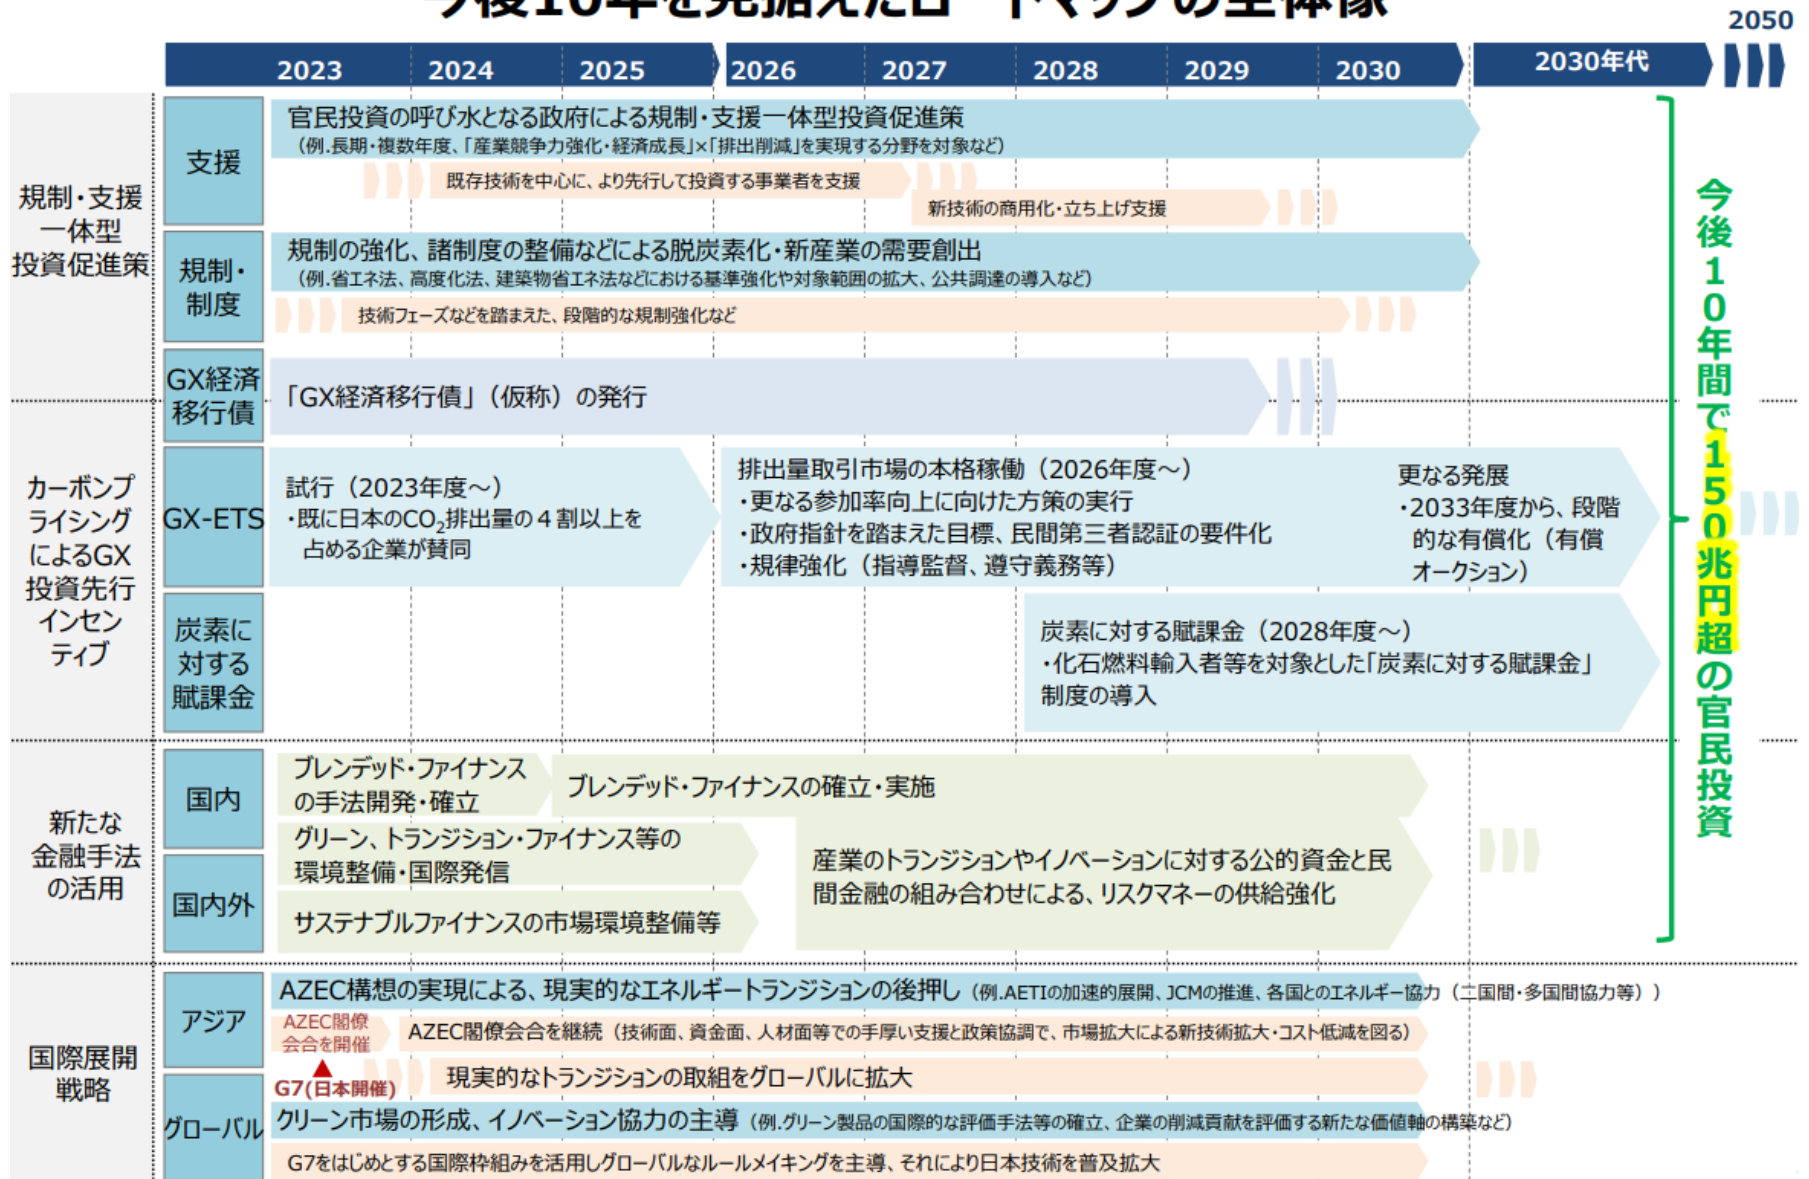 今後10年を見据えたロードマップの全体像
2050
2023 2024 2025 2026 2027 2028 2029 2030 2030年代
規制・支援
一体型
投資促進策
支援
官民投資の呼び水となる政府による規制・支援一体型投資促進策
（例.長期・複数年度、「産業競争力強化・経済成長」×「排出削減」を実現する分野を対象など）
既存技術を中心に、より先行して投資する事業者を支援
新技術の商用化・立ち上げ支援
規制・
制度
規制の強化、諸制度の整備などによる脱炭素化・新産業の需要創出
（例.省エネ法、高度化法、建築物省エネ法などにおける基準強化や対象範囲の拡大、公共調達の導入など）
技術フェーズなどを踏まえた、段階的な規制強化など
GX経済
移行債
「GX経済移行債」（仮称）の発行
カーボンプ
ライシング
によるGX
投資先行
インセン
ティブ
GX-ETS
試行（2023年度～）
・既に日本のCO2排出量の４割以上を
占める企業が賛同
排出量取引市場の本格稼働（2026年度～）
・更なる参加率向上に向けた方策の実行
・政府指針を踏まえた目標、民間第三者認証の要件化
・規律強化（指導監督、遵守義務等）
更なる発展
・2033年度から、段階
的な有償化（有償
オークション）
炭素に
対する
賦課金
炭素に対する賦課金（2028年度～）
・化石燃料輸入者等を対象とした「炭素に対する賦課金」
制度の導入
新たな
金融手法
の活用
国内
ブレンデッド・ファイナンス
の手法開発・確立
ブレンデッド・ファイナンスの確立・実施
グリーン、トランジション・ファイナンス等の
環境整備・国際発信
国内外
サステナブルファイナンスの市場環境整備等
産業のトランジションやイノベーションに対する公的資金と民
間金融の組み合わせによる、リスクマネーの供給強化
今後10年間で150兆円超の官民投資
国際展開
戦略
アジア
AZEC構想の実現による、現実的なエネルギートランジションの後押し（例.AETIの加速的展開、JCMの推進、各国とのエネルギー協力（二国間・多国間協力等））
AZEC閣僚
会合を開催
AZEC閣僚会合を継続（技術面、資金面、人材面等での手厚い支援と政策協調で、市場拡大による新技術拡大・コスト低減を図る）
G7(日本開催)
現実的なトランジションの取組をグローバルに拡大
グローバル
クリーン市場の形成、イノベーション協力の主導（例.グリーン製品の国際的な評価手法等の確立、企業の削減貢献を評価する新たな価値軸の構築など）
G7をはじめとする国際枠組みを活用しグローバルなルールメイキングを主導、それにより日本技術を普及拡大